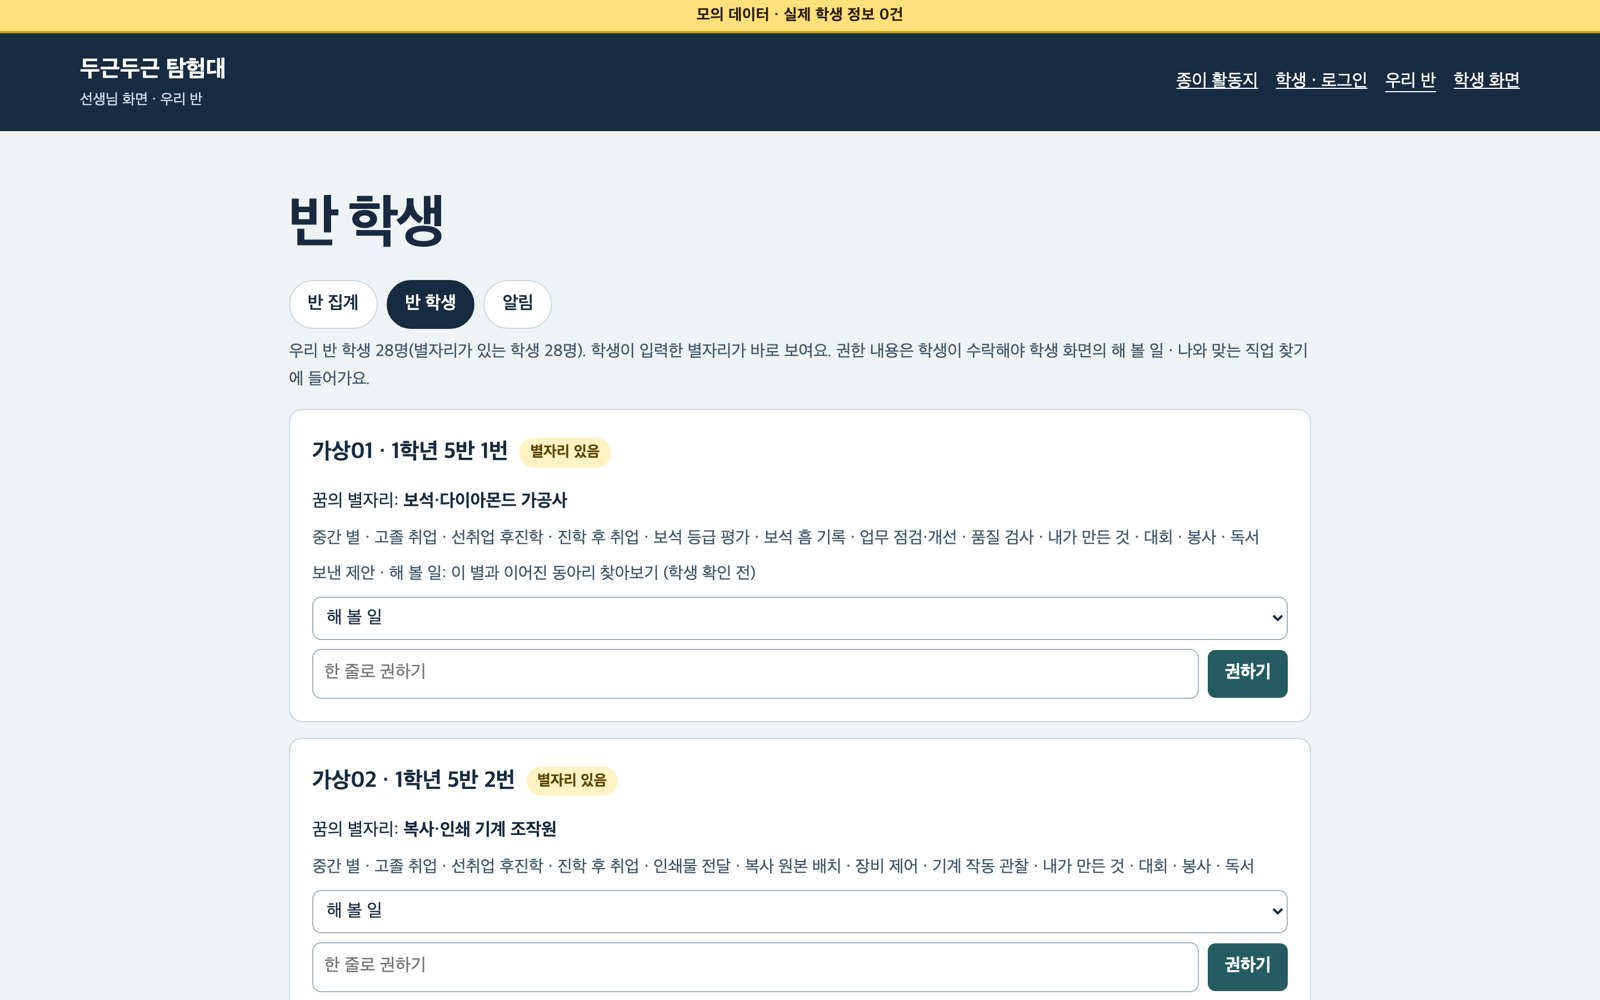 모의 데이터 · 실제 학생 정보 0건
두근두근 탐험대
선생님 화면 · 우리 반
종이 활동지 학생 · 로그인 우리 반 학생 화면
반 학생
반 집계 반 학생 알림
우리 반 학생 28명(별자리가 있는 학생 28명). 학생이 입력한 별자리가 바로 보여요. 권한 내용은 학생이 수락해야 학생 화면의 해 볼 일 · 나와 맞는 직업 찾기
에 들어가요.
가상01 · 1학년 5반 1번 별자리 있음
꿈의 별자리: 보석·다이아몬드 가공사
중간 별 · 고졸 취업 · 선취업 후진학 · 진학 후 취업 · 보석 등급 평가 · 보석 흠 기록 · 업무 점검·개선 · 품질 검사 · 내가 만든 것 · 대회 · 봉사 · 독서
보낸 제안 · 해 볼 일: 이 별과 이어진 동아리 찾아보기 (학생 확인 전)
해 볼 일
한 줄로 권하기 권하기
가상02 · 1학년 5반 2번 별자리 있음
꿈의 별자리: 복사·인쇄 기계 조작원
중간 별 · 고졸 취업 · 선취업 후진학 · 진학 후 취업 · 인쇄물 전달 · 복사 원본 배치 · 장비 제어 · 기계 작동 관찰 · 내가 만든 것 · 대회 · 봉사 · 독서
해 볼 일
한 줄로 권하기 권하기